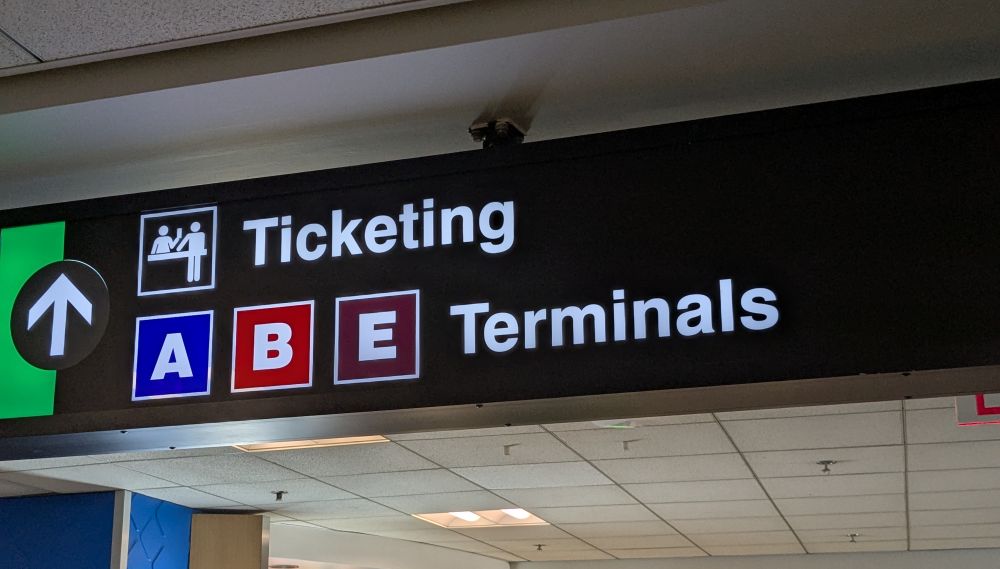 Ticketing
A B E Terminals